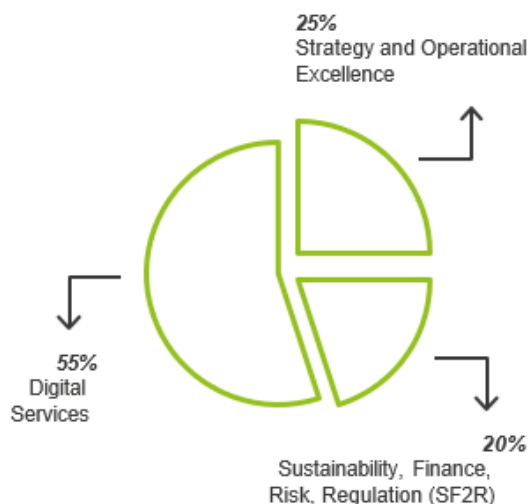 25%
Strategy and Operational
Excellence
55%
Digital
Services
20%
Sustainability, Finance,
Risk, Regulation (SF2R)